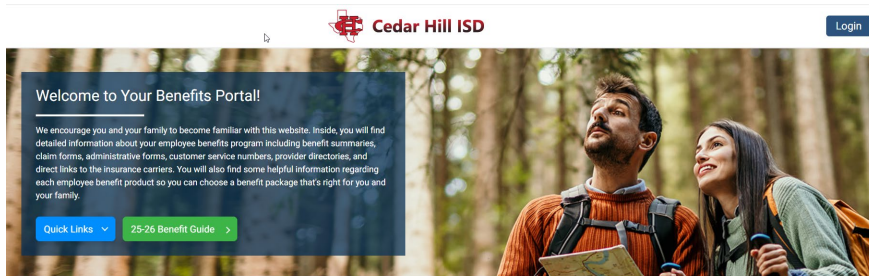 Cedar Hill ISD
Login
Welcome to Your Benefits Portal!
We encourage you and your family to become familiar with this website. Inside, you will find
detailed information about your employee benefits program including benefit summaries,
claim forms, administrative forms, customer service numbers, provider directories, and
direct links to the insurance carriers. You will also find some helpful information regarding
each employee benefit product so you can choose a benefit package that's right for you and
your family.
Quick Links
25-26 Benefit Guide